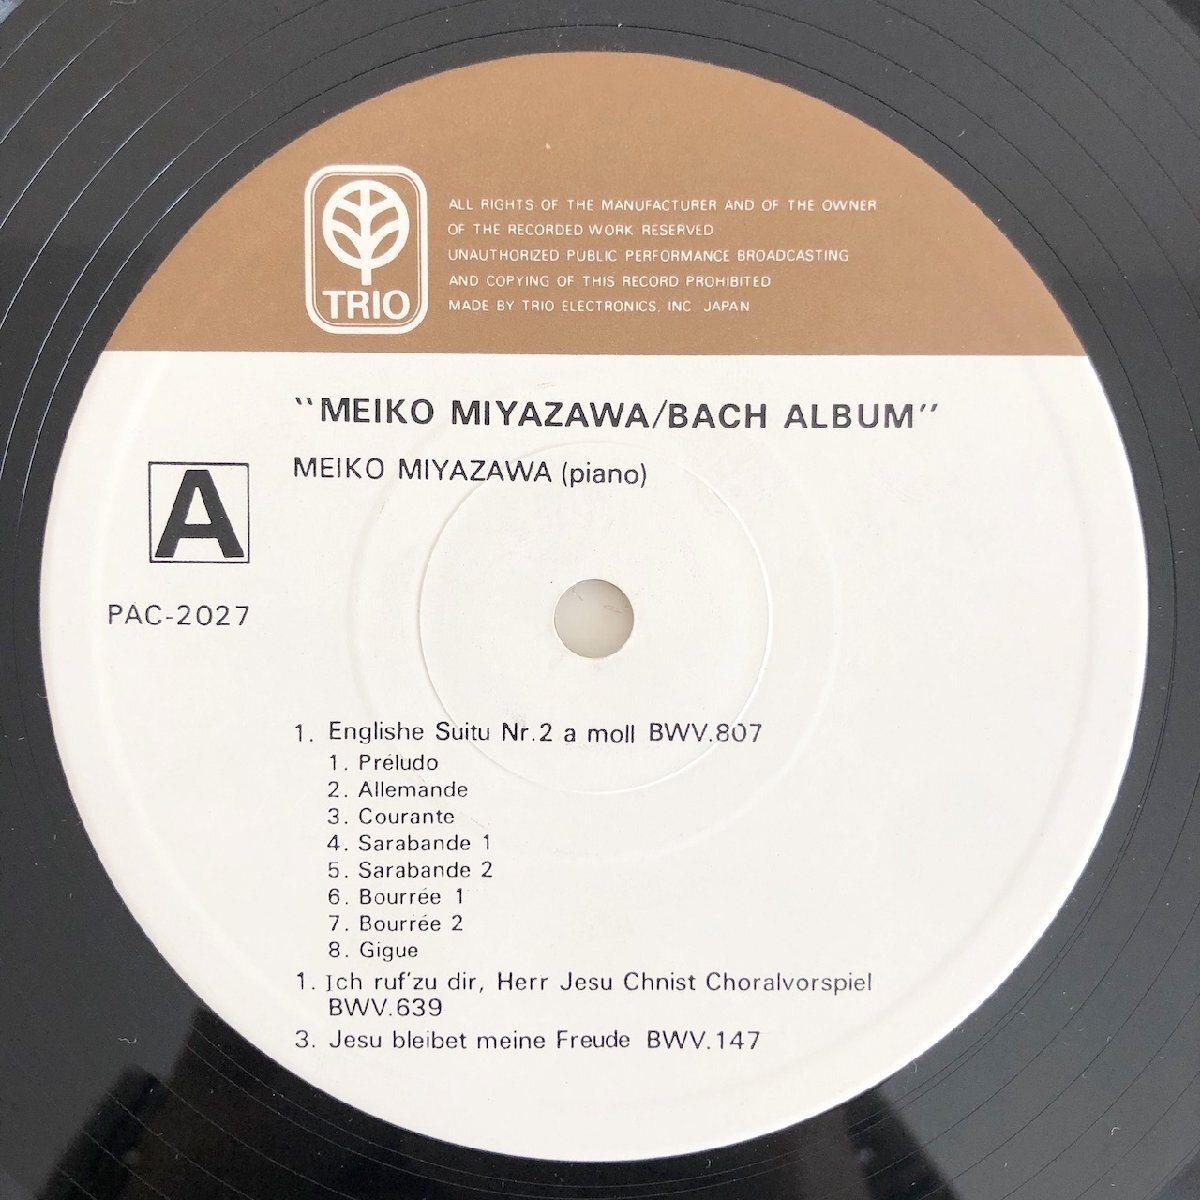 TRIO
ALL RIGHTS OF THE MANUFACTURER AND OF THE OWNER
OF THE RECORDED WORK RESERVED
UNAUTHORIZED PUBLIC PERFORMANCE BROADCASTING
AND COPYING OF THIS RECORD PROHIBITED
MADE BY TRIO ELECTRONICS, INC JAPAN
"MEIKO MIYAZAWA/BACH ALBUM"
MEIKO MIYAZAWA (piano)
A
PAC-2027
1. Englishe Suitu Nr.2 a moll BWV.807
1. Préludo
2. Allemande
3. Courante
4. Sarabande 1
5. Sarabande 2
6. Bourrée 1
7. Bourrée 2
8. Gigue
1. Ich ruf'zu dir, Herr Jesu Chnist Choralvorspiel
BWV.639
3. Jesu bleibet meine Freude BWV.147